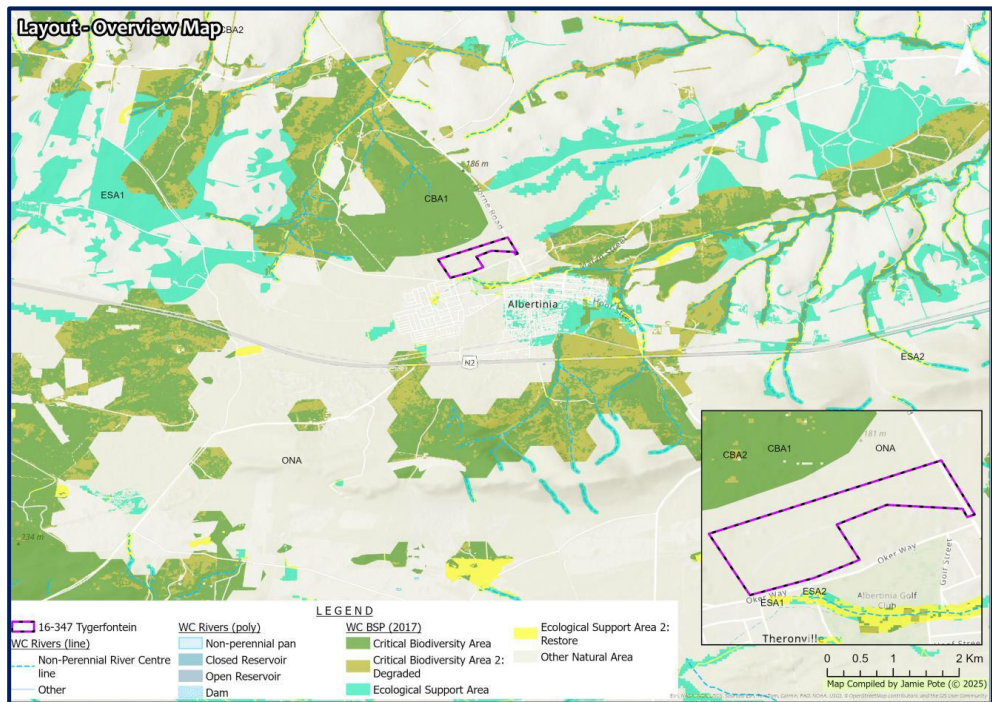 Layout - Overview Map
CBA2
186 m
ESA1
CBA1
Albertinia
N2
ESA2
ONA
234 m
CBA1
CBA2
181 m
ONA
Oker Way
Golf Street
Oker Way
ESA1
ESA2
Albertinia Golf
Club
Theronville
0 0.5 1 2 Km
Map Compiled by Jamie Pote (© 2025)
LEGEND
16-347 Tygerfontein
WC Rivers (line)
Non-Perennial River Centre
line
Other
WC Rivers (poly)
Non-perennial pan
Closed Reservoir
Open Reservoir
Dam
WC BSP (2017)
Critical Biodiversity Area
Critical Biodiversity Area 2:
Degraded
Ecological Support Area
Ecological Support Area 2:
Restore
Other Natural Area